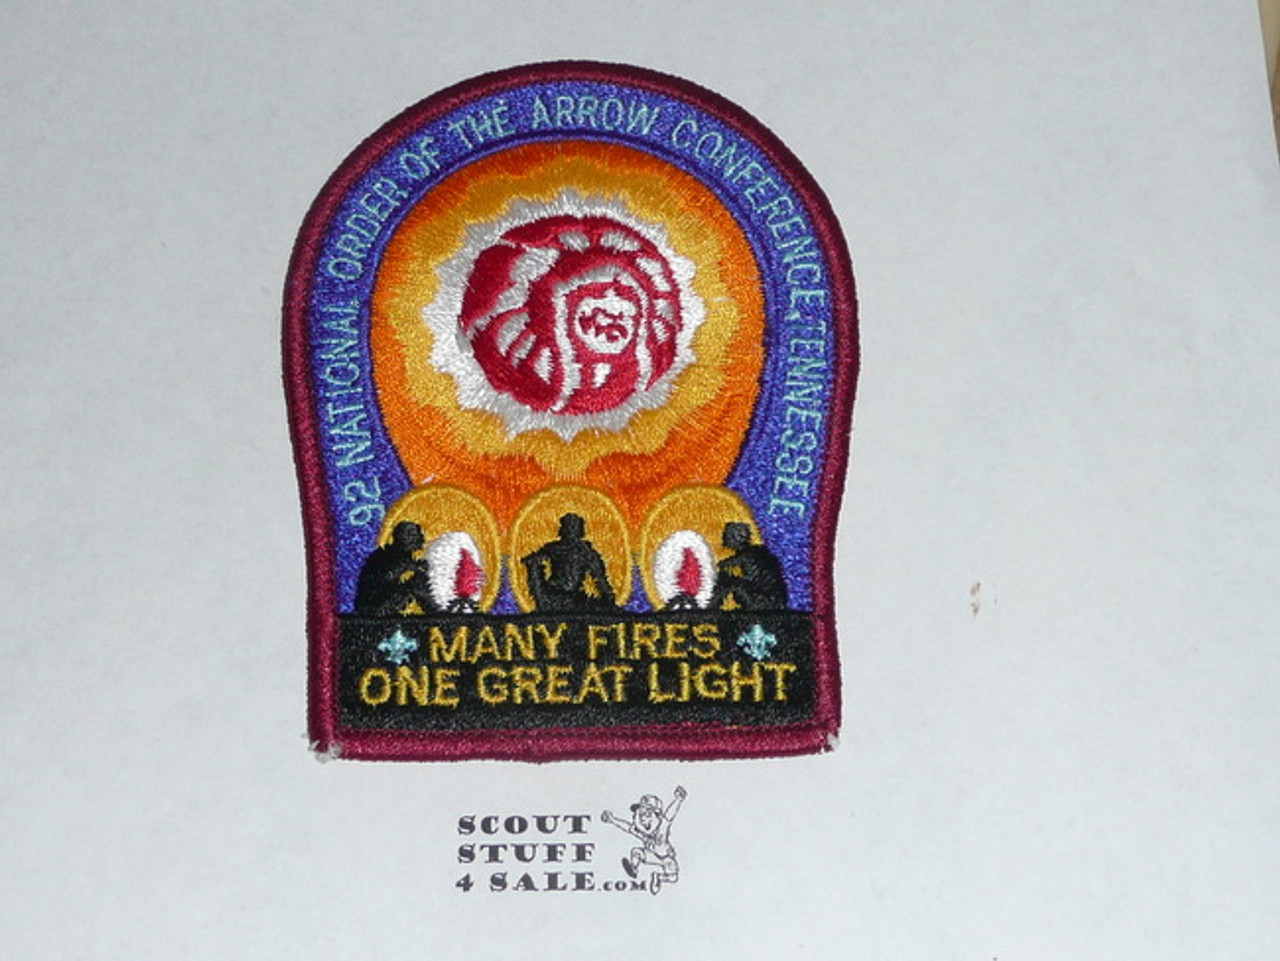 92 NATIONAL ORDER OF THE ARROW CONFERENCE, TENNESSEE
MANY FIRES
ONE GREAT LIGHT
SCOUT
STUFF
4 SALE.COM